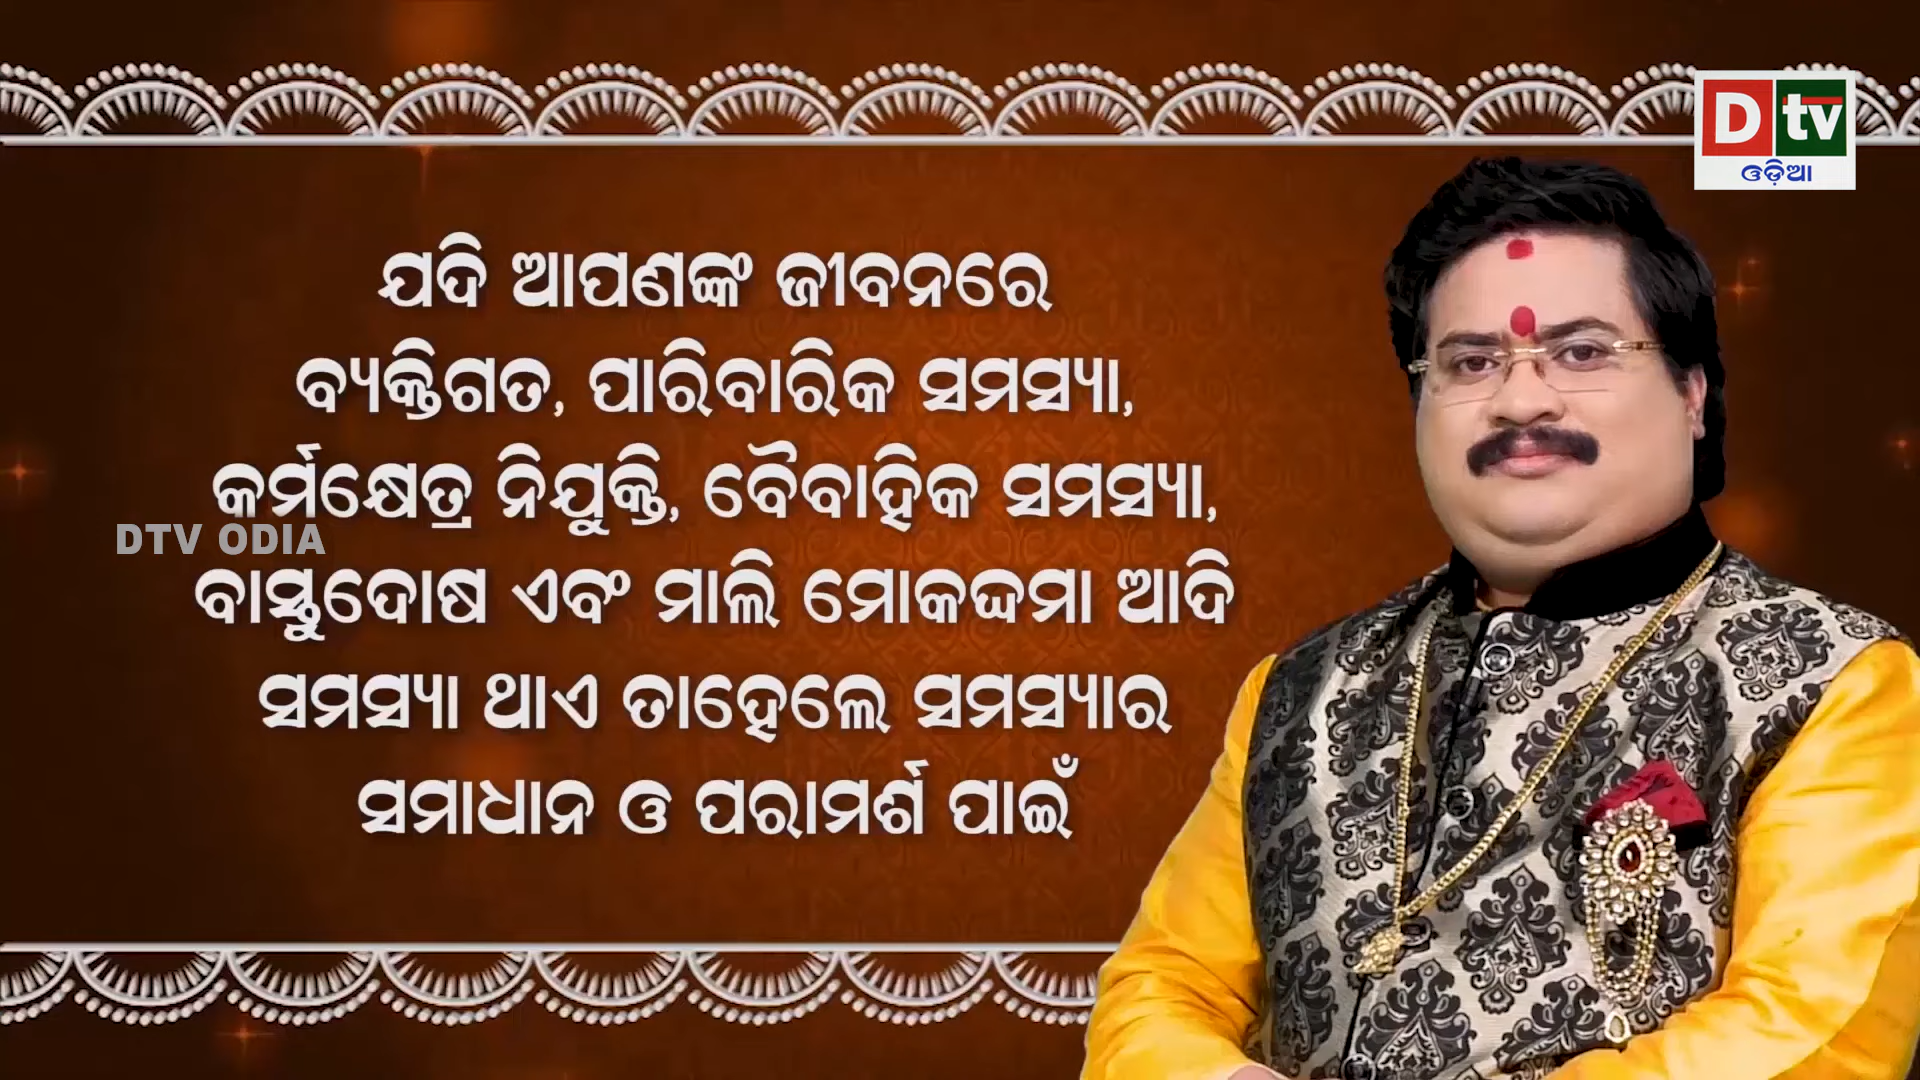 D tv
ଓଡ଼ିଆ
ଯଦି ଆପଣଙ୍କ ଜୀବନରେ
ବ୍ୟକ୍ତିଗତ, ପାରିବାରିକ ସମସ୍ୟା,
କର୍ମକ୍ଷେତ୍ର ନିଯୁକ୍ତି, ବୈବାହିକ ସମସ୍ୟା,
DTV ODIA
ବାସ୍ତୁଦୋଷ ଏବଂ ମାଲି ମୋକଦ୍ଦମା ଆଦି
ସମସ୍ୟା ଥାଏ ତାହେଲେ ସମସ୍ୟାର
ସମାଧାନ ଓ ପରାମର୍ଶ ପାଇଁ